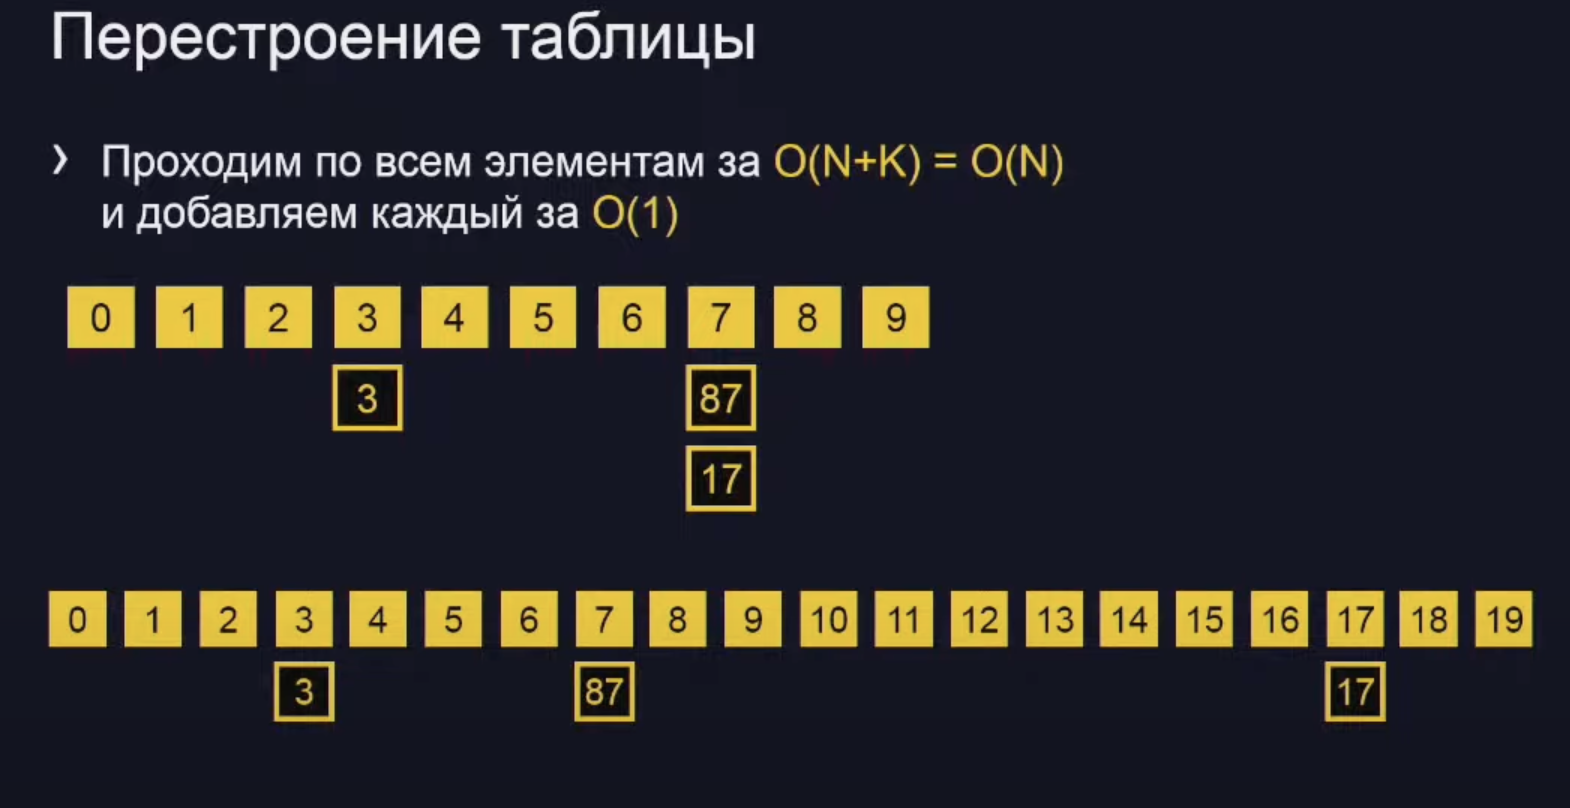 Перестроение таблицы
› Проходим по всем элементам за O(N+K) = O(N)
и добавляем каждый за O(1)
0 1 2 3 4 5 6 7 8 9
3 87
17
0 1 2 3 4 5 6 7 8 9 10 11 12 13 14 15 16 17 18 19
3 87 17